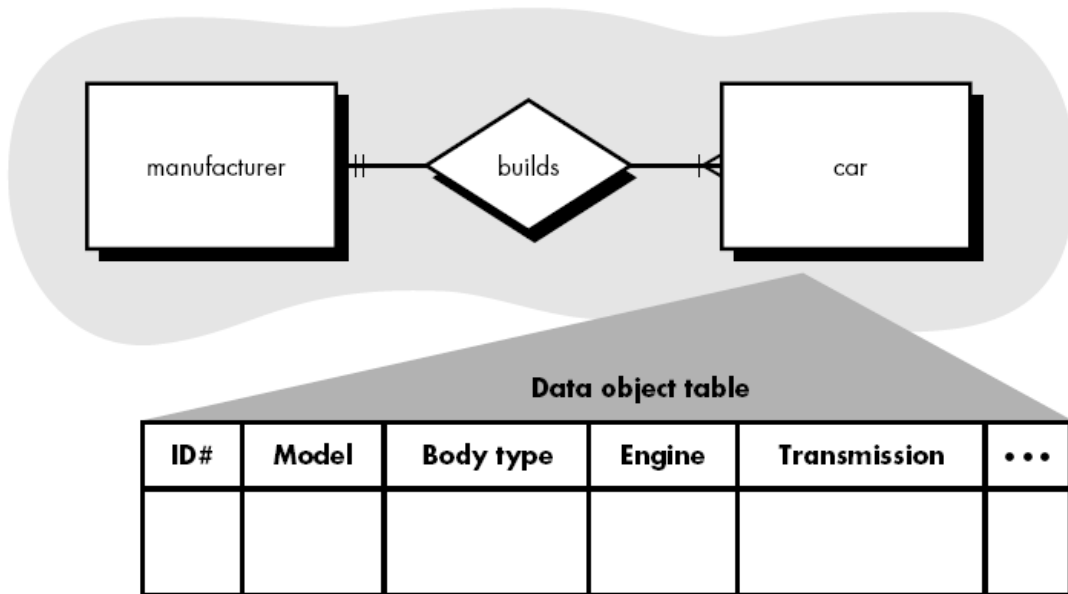 manufacturer builds car
Data object table
ID# Model Body type Engine Transmission •••